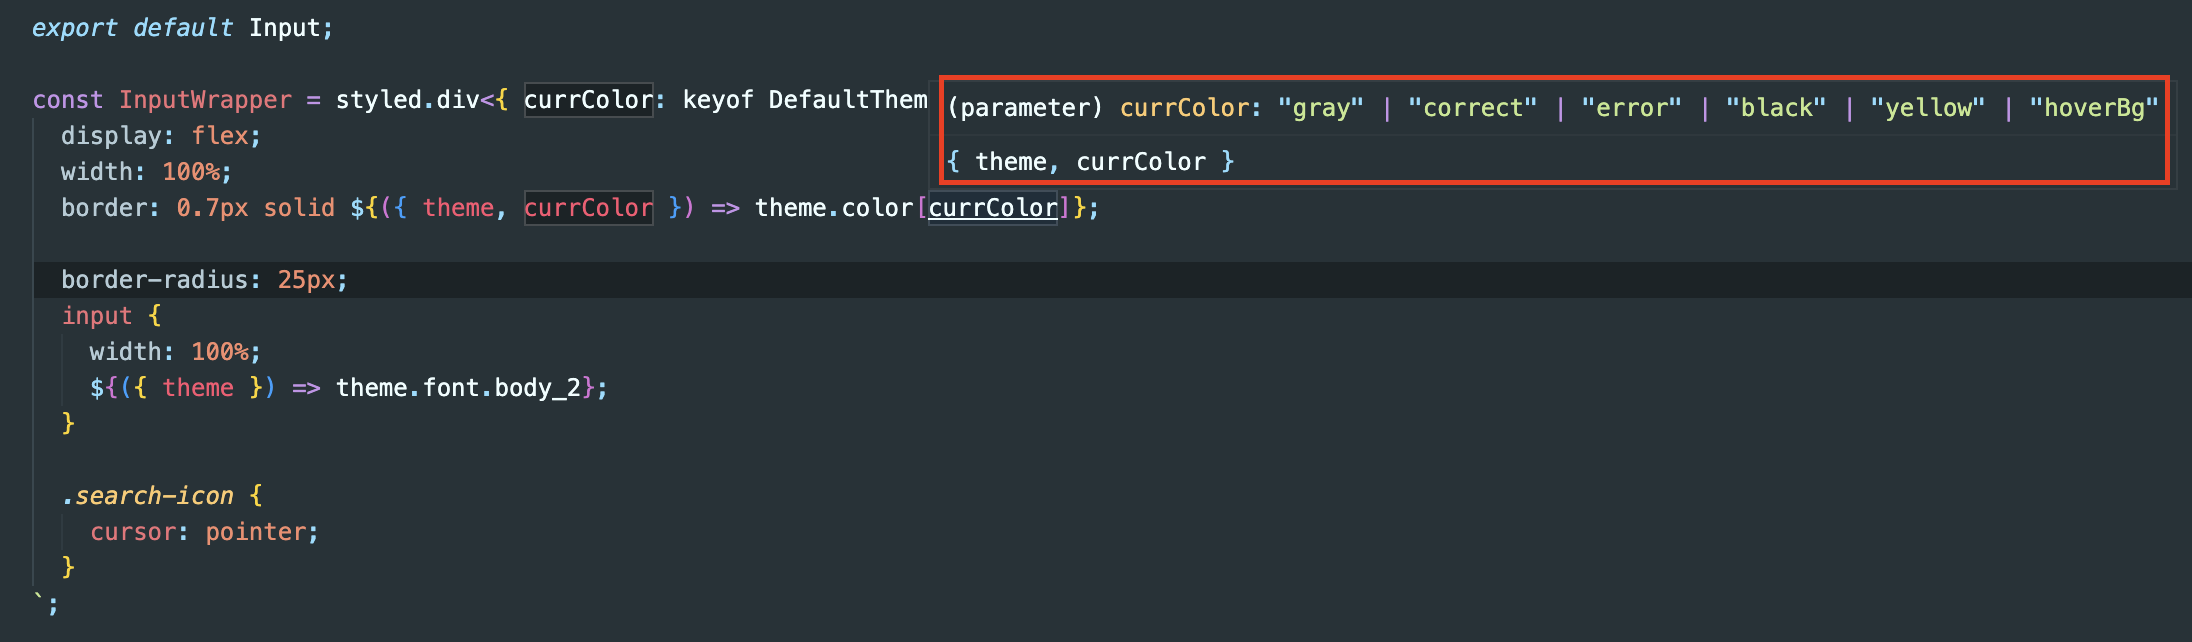 export default Input;
const InputWrapper = styled.div<{ currColor: keyof DefaultThem
(parameter) currColor: "gray" | "correct" | "error" | "black" | "yellow" | "hoverBg"
{ theme, currColor }
display: flex;
width: 100%;
border: 0.7px solid ${({ theme, currColor }) => theme.color[currColor]};
border-radius: 25px;
input {
width: 100%;
${({ theme }) => theme.font.body_2};
}
.search-icon {
cursor: pointer;
}
`;